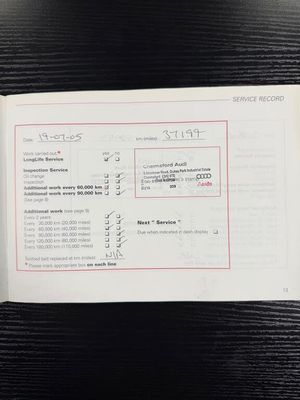 SERVICE RECORD
Date: 19-07-05 km (miles): 37199
Work carried out:* yes no
LongLife Service
Inspection Service
Oil change
Inspection
Additional work every 60,000 km
Additional work every 90,000 km
(See page 8)
Chelmsford Audi
Audi
Additional work (see page 9)
Every 2 years
Every 30,000 km (20,000 miles)
Every 60,000 km (40,000 miles)
Every 90,000 km (60,000 miles)
Every 120,000 km (80,000 miles)
Every 180,000 km (110,000 miles)
Next "Service"
Due when indicated in dash display
Toothed belt replaced at km (miles): N/A
* Please mark appropriate box on each line